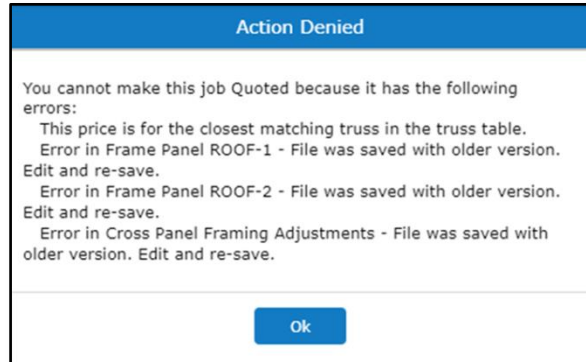 Action Denied
You cannot make this job Quoted because it has the following
errors:
This price is for the closest matching truss in the truss table.
Error in Frame Panel ROOF-1 - File was saved with older version.
Edit and re-save.
Error in Frame Panel ROOF-2 - File was saved with older version.
Edit and re-save.
Error in Cross Panel Framing Adjustments - File was saved with
older version. Edit and re-save.
Ok